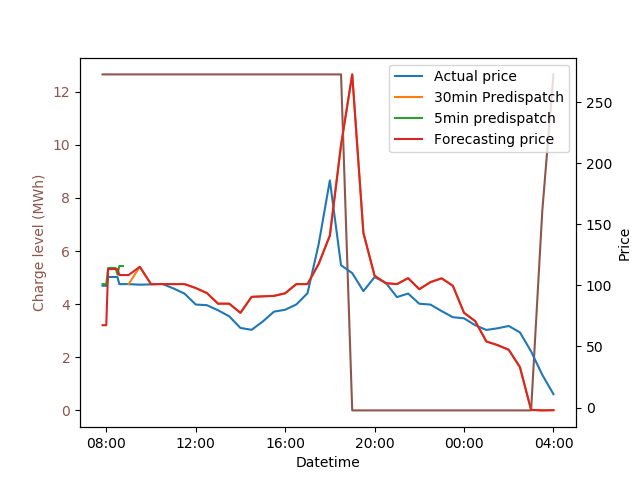 Actual price
30min Predispatch
5min predispatch
Forecasting price
12
10
8
6
4
2
0
Charge level (MWh)
250
200
150
100
50
0
Price
08:00 12:00 16:00 20:00 00:00 04:00
Datetime